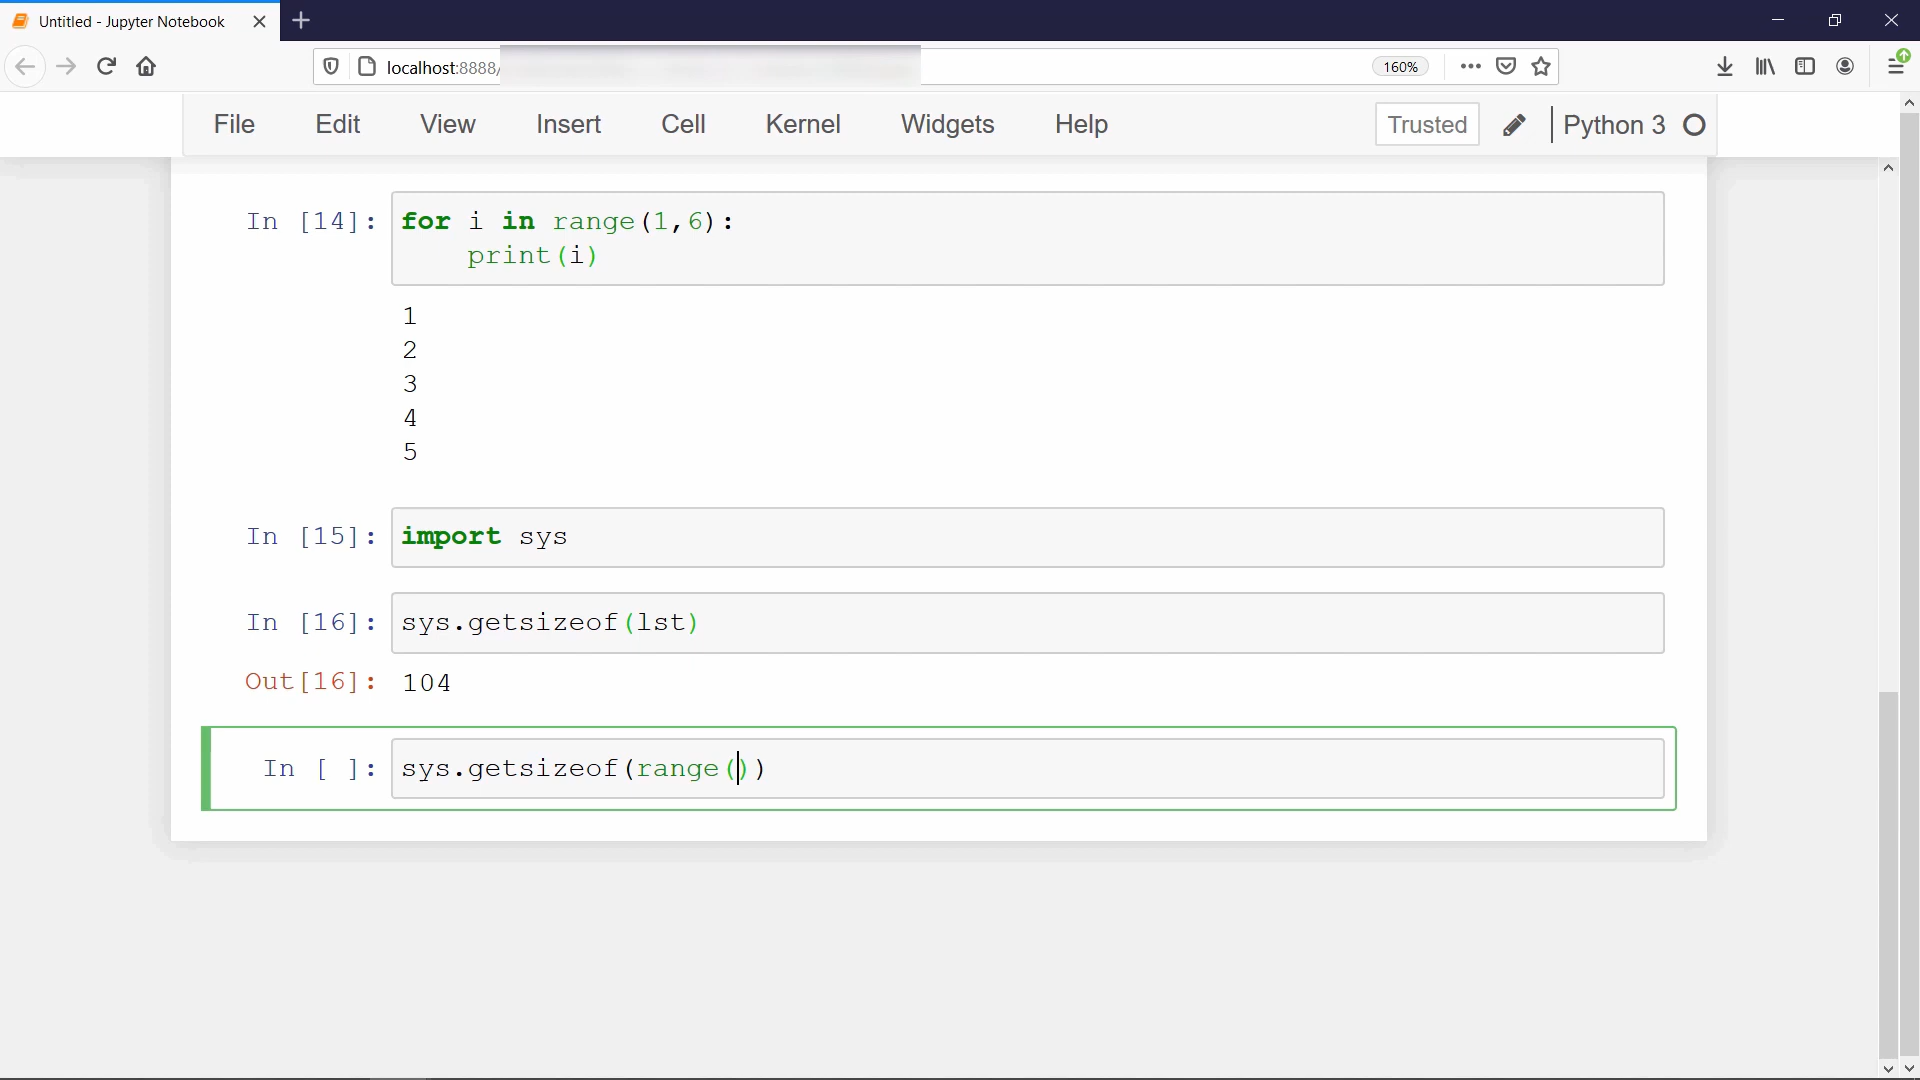 Untitled - Jupyter Notebook
localhost:8888/
160%
File Edit View Insert Cell Kernel Widgets Help
Trusted
Python 3
In [14]: for i in range(1,6):
print(i)
1
2
3
4
5
In [15]: import sys
In [16]: sys.getsizeof(lst)
Out[16]: 104
In [ ]: sys.getsizeof(range())